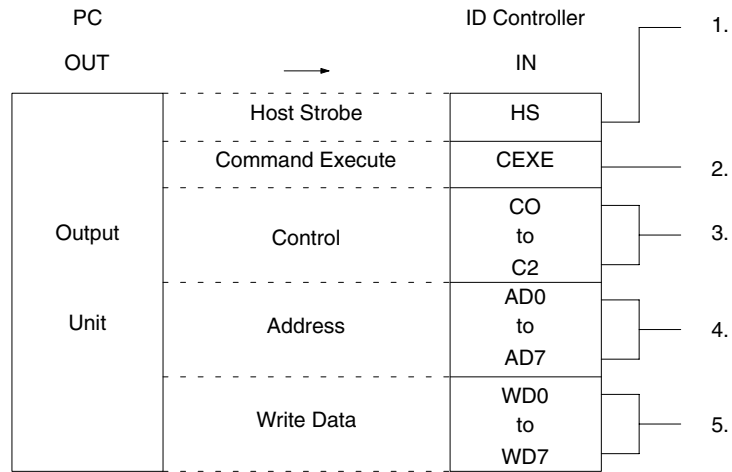 PC ID Controller 1.
OUT IN
Host Strobe HS
Command Execute CEXE 2.
CO
Output to 3.
Control
C2
AD0
Unit Address to 4.
AD7
WD0
Write Data to 5.
WD7